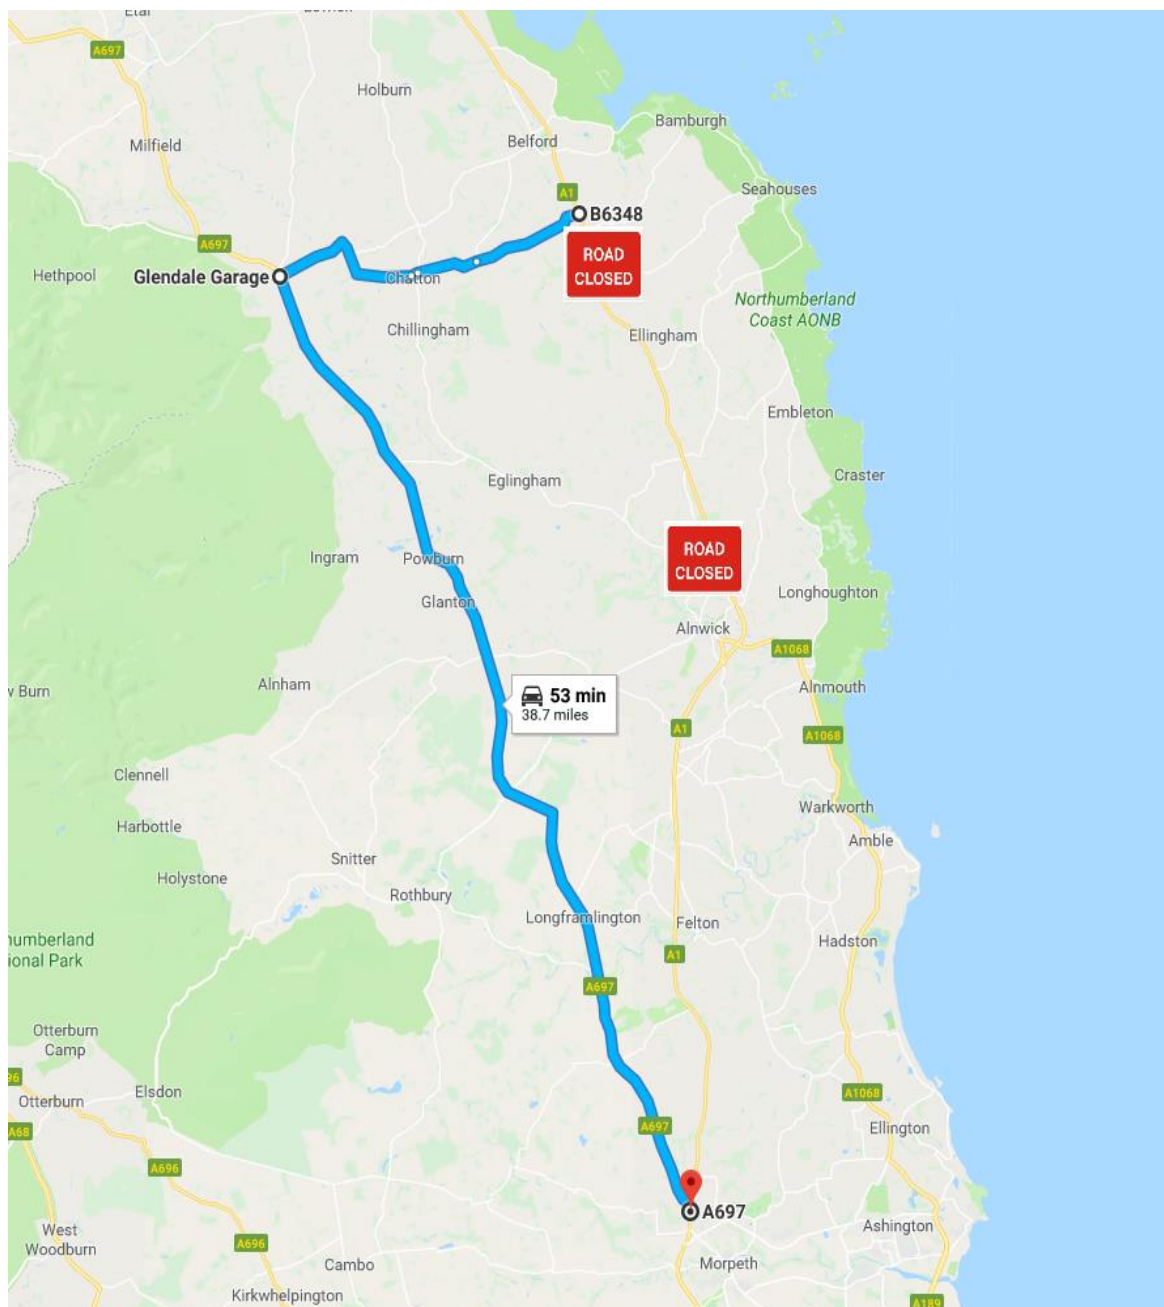 Etal
A697
Holburn
Bamburgh
Belford
Milfield
Seahouses
A1
B6348
A697
ROAD
CLOSED
Hethpool
Glendale Garage
Chatton
Northumberland
Coast AONB
Chillingham
Ellingham
Embleton
Craster
Eglingham
ROAD
CLOSED
Ingram
Powburn
Longhoughton
Glanton
Alnwick
A1068
Alnham
Alnmouth
w Burn
53 min
38.7 miles
A1
A1068
Clennell
Warkworth
Harbottle
Amble
Snitter
Holystone
Rothbury
Longframlington
Felton
humberland
ional Park
Hadston
A1
A697
Otterburn
Camp
96
Elsdon
A1068
Otterburn
A697
Ellington
A68
A696
A697
Ashington
West
Woodburn
A696
Cambo
Morpeth
Kirkwhelpington
A189